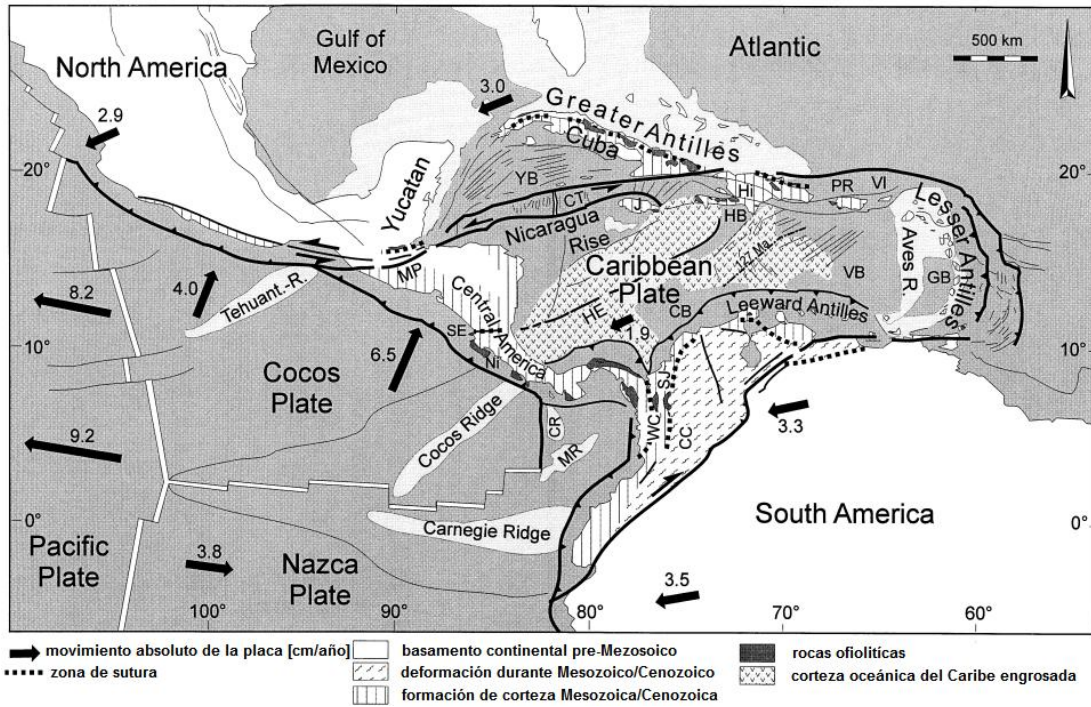 North America
Gulf of
Mexico
Atlantic
500 km
2.9
3.0
Greater Antilles
Cuba
20°
20°
Yucatan
YB
CT
J
Hi
PR
VI
Nicaragua
Rise
HB
127 Ma
Lesser Antilles
Aves R.
GB
8.2
4.0
MP
Tehuant.-R.
Central
America
Caribbean
Plate
VB
HE
CB
1.9
Leeward Antilles
SE
10°
10°
Ni
6.5
Cocos
Plate
SJ
WC
CC
3.3
9.2
Cocos Ridge
CR
MR
0°
0°
Carnegie Ridge
South America
Pacific
Plate
3.8
Nazca
Plate
3.5
100°
90°
80°
70°
60°
movimiento absoluto de la placa [cm/año]
zona de sutura
basamento continental pre-Mezosoico
deformación durante Mesozoico/Cenozoico
formación de corteza Mesozoica/Cenozoica
rocas ofiolitícas
corteza oceánica del Caribe engrosada